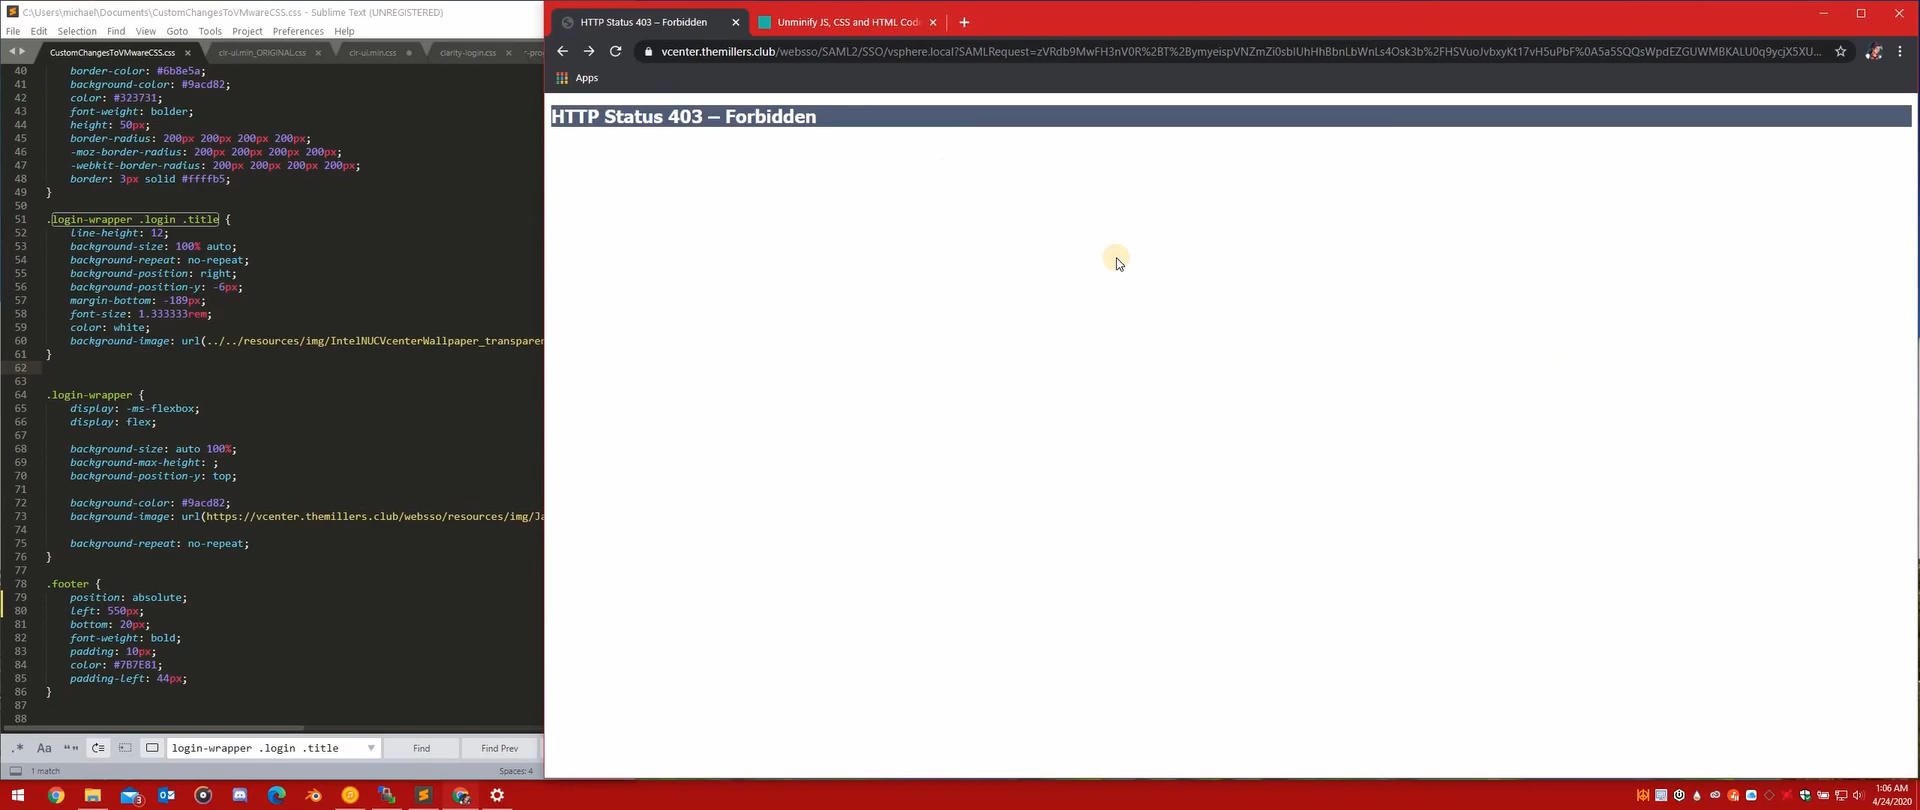 C:\Users\michael\Documents\CustomChangesToVMwareCSS.css - Sublime Text (UNREGISTERED)
File Edit Selection Find View Goto Tools Project Preferences Help
CustomChangesToVMwareCSS.css clr-ui.min_ORIGINAL.css clr-ui.min.css clarity-login.css
40 border-color: #6b8e5a;
41 background-color: #9acd82;
42 color: #323731;
43 font-weight: bolder;
44 height: 50px;
45 border-radius: 200px 200px 200px 200px;
46 -moz-border-radius: 200px 200px 200px 200px;
47 -webkit-border-radius: 200px 200px 200px 200px;
48 border: 3px solid #ffffb5;
49 }
50
51 .login-wrapper .login .title {
52 line-height: 12;
53 background-size: 100% auto;
54 background-repeat: no-repeat;
55 background-position: right;
56 background-position-y: -6px;
57 margin-bottom: -189px;
58 font-size: 1.333333rem;
59 color: white;
60 background-image: url(../../resources/img/IntelNUCVcenterWallpaper_transparen
61 }
62
63
64 .login-wrapper {
65 display: -ms-flexbox;
66 display: flex;
67
68 background-size: auto 100%;
69 background-max-height: ;
70 background-position-y: top;
71
72 background-color: #9acd82;
73 background-image: url(https://vcenter.themillers.club/websso/resources/img/Ja
74
75 background-repeat: no-repeat;
76 }
77
78 .footer {
79 position: absolute;
80 left: 550px;
81 bottom: 20px;
82 font-weight: bold;
83 padding: 10px;
84 color: #7B7E81;
85 padding-left: 44px;
86 }
87
88
.* Aa login-wrapper .login .title Find Find Prev
1 match Spaces: 4
HTTP Status 403 – Forbidden
Unminify JS, CSS and HTML Code
vcenter.themillers.club/websso/SAML2/SSO/vsphere.local?SAMLRequest=
Apps
HTTP Status 403 – Forbidden
3
1:06 AM
4/24/2020